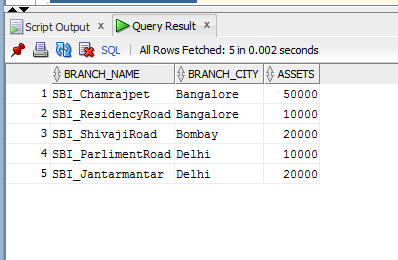 Script Output x Query Result x
SQL | All Rows Fetched: 5 in 0.002 seconds
BRANCH_NAME BRANCH_CITY ASSETS
1 SBI_Chamrajpet Bangalore 50000
2 SBI_ResidencyRoad Bangalore 10000
3 SBI_ShivajiRoad Bombay 20000
4 SBI_ParlimentRoad Delhi 10000
5 SBI_Jantarmantar Delhi 20000